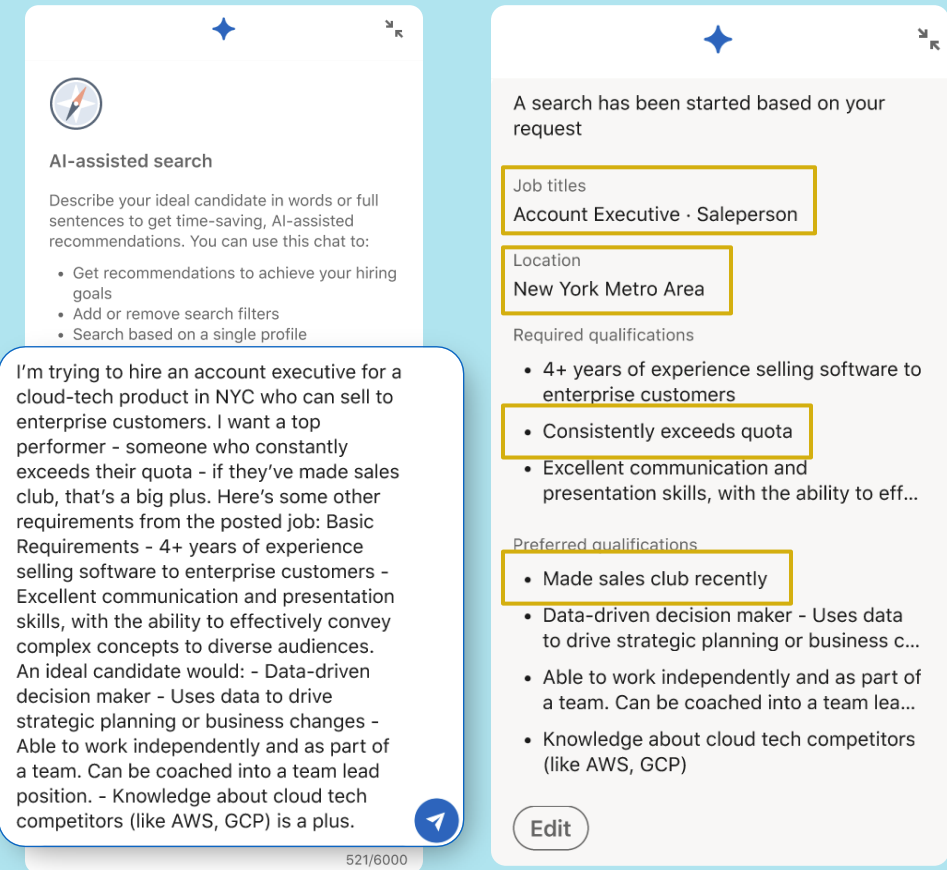 AI-assisted search
Describe your ideal candidate in words or full
sentences to get time-saving, AI-assisted
recommendations. You can use this chat to:
• Get recommendations to achieve your hiring
goals
• Add or remove search filters
• Search based on a single profile
I'm trying to hire an account executive for a
cloud-tech product in NYC who can sell to
enterprise customers. I want a top
performer - someone who constantly
exceeds their quota - if they've made sales
club, that's a big plus. Here's some other
requirements from the posted job: Basic
Requirements - 4+ years of experience
selling software to enterprise customers -
Excellent communication and presentation
skills, with the ability to effectively convey
complex concepts to diverse audiences.
An ideal candidate would: - Data-driven
decision maker - Uses data to drive
strategic planning or business changes -
Able to work independently and as part of
a team. Can be coached into a team lead
position. - Knowledge about cloud tech
competitors (like AWS, GCP) is a plus.
521/6000
A search has been started based on your
request
Job titles
Account Executive · Saleperson
Location
New York Metro Area
Required qualifications
• 4+ years of experience selling software to
enterprise customers
• Consistently exceeds quota
• Excellent communication and
presentation skills, with the ability to eff...
Preferred qualifications
• Made sales club recently
• Data-driven decision maker - Uses data
to drive strategic planning or business c...
• Able to work independently and as part of
a team. Can be coached into a team lea...
• Knowledge about cloud tech competitors
(like AWS, GCP)
Edit